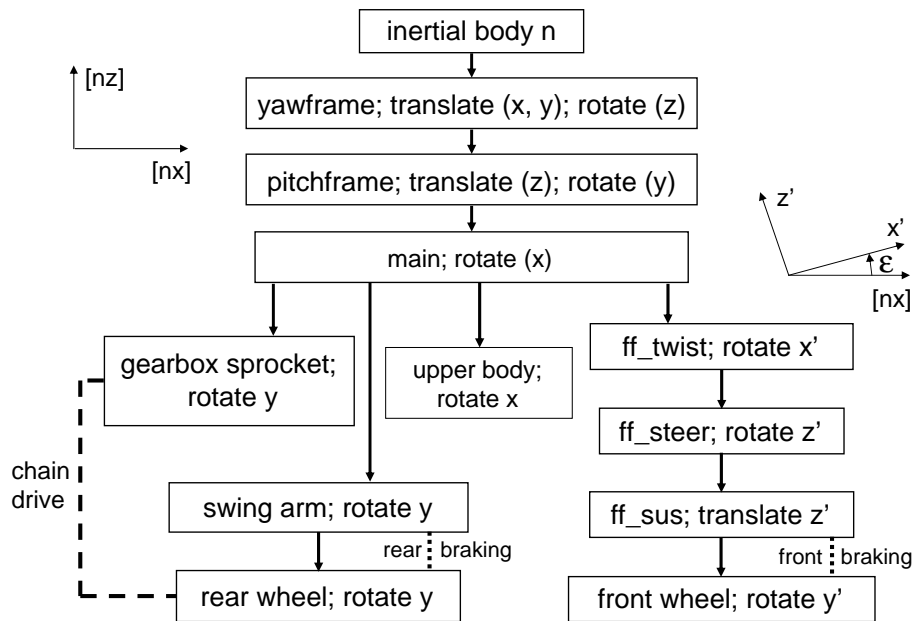 inertial body n
[nz]
yawframe; translate (x, y); rotate (z)
[nx]
pitchframe; translate (z); rotate (y)
z'
x'
main; rotate (x)
ε
[nx]
gearbox sprocket;
rotate y
upper body;
rotate x
ff_twist; rotate x'
ff_steer; rotate z'
chain
drive
swing arm; rotate y
ff_sus; translate z'
rear braking
front braking
rear wheel; rotate y
front wheel; rotate y'